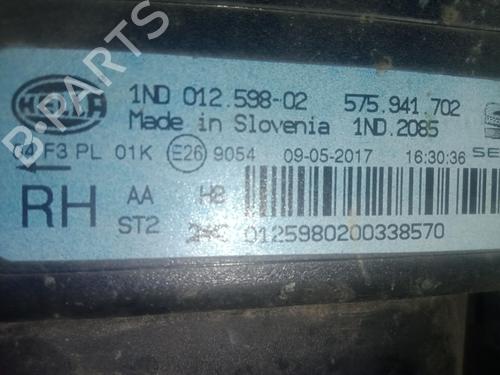 B-PARTS
HELLA 1ND 012.598-02 575.941.702
Made in Slovenia 1ND.2085
F3 PL 01K E26 9054 09-05-2017 16:30:36 SE
RH AA H8
ST2 0125980200338570